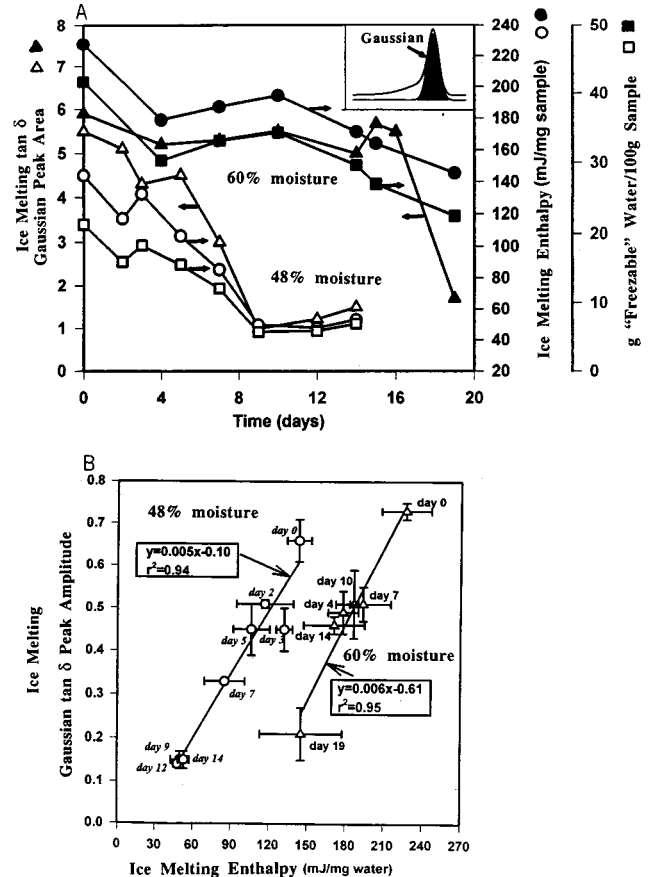 A
Ice Melting tan δ
Gaussian Peak Area
8
7
6
5
4
3
2
1
0
Gaussian
60% moisture
48% moisture
240
220
200
180
160
140
120
100
80
60
40
20
Ice Melting Enthalpy (mJ/mg sample)
50
40
30
20
10
0
g "Freezable" Water/100g Sample
0
4
8
12
16
20
Time (days)
B
Ice Melting
Gaussian tan δ Peak Amplitude
0.8
0.7
0.6
0.5
0.4
0.3
0.2
0.1
0.0
48% moisture
day 0
day 0
y=0.005x-0.10
r²=0.94
day 2
day 10
day 7
day 4
day 5
day 3
day 14
60% moisture
day 7
y=0.006x-0.61
r²=0.95
day 19
day 9
day 14
day 12
0
30
60
90
120
150
180
210
240
270
Ice Melting Enthalpy (mJ/mg water)